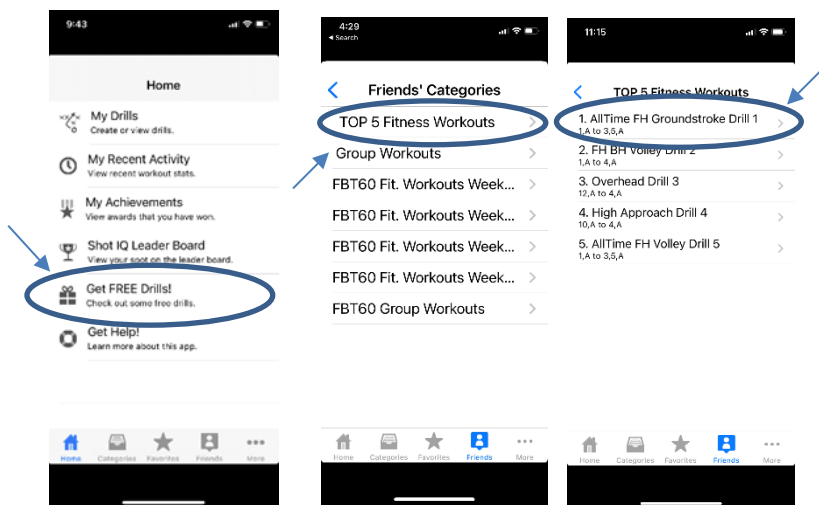 9:43
Home
My Drills
Create or view drills.
My Recent Activity
View recent workout stats.
My Achievements
View awards that you have won.
Shot IQ Leader Board
View your spot on the leader board.
Get FREE Drills!
Check out some free drills.
Get Help!
Learn more about this app.
Home Categories Favorites Friends More
4:29
◂ Search
Friends' Categories
TOP 5 Fitness Workouts
Group Workouts
FBT60 Fit. Workouts Week...
FBT60 Fit. Workouts Week...
FBT60 Fit. Workouts Week...
FBT60 Fit. Workouts Week...
FBT60 Group Workouts
Home Categories Favorites Friends More
11:15
TOP 5 Fitness Workouts
1. AllTime FH Groundstroke Drill 1
1,A to 3,5,A
2. FH BH Volley Drill 2
1,A to 4,A
3. Overhead Drill 3
12,A to 4,A
4. High Approach Drill 4
10,A to 4,A
5. AllTime FH Volley Drill 5
1,A to 3,5,A
Home Categories Favorites Friends More